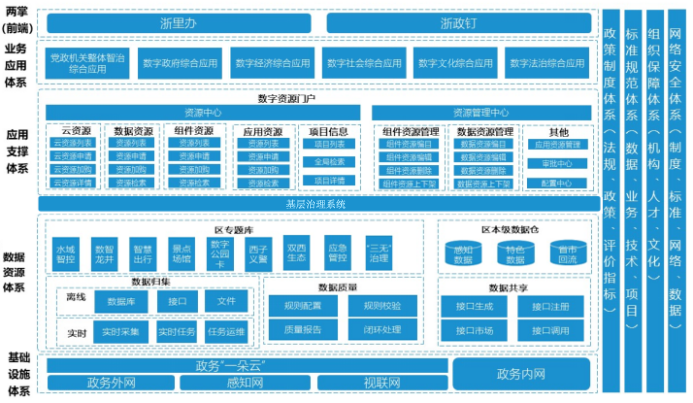 两掌
(前端)
浙里办
浙政钉
业务
应用
体系
党政机关整体智治
综合应用
数字政府综合应用
数字经济综合应用
数字社会综合应用
数字文化综合应用
数字法治综合应用
应用
支撑
体系
数字资源门户
资源中心
资源管理中心
云资源
云资源列表
云资源申请
云资源加购
云资源详情
数据资源
资源列表
资源申请
资源加购
资源检索
组件资源
资源列表
资源申请
资源加购
资源检索
应用资源
资源列表
资源申请
资源加购
资源检索
项目信息
项目列表
全局检索
项目详情
组件资源管理
组件资源编目
组件资源编辑
组件资源删除
组件资源上下架
数据资源管理
数据资源编目
数据资源编辑
数据资源删除
数据资源上下架
其他
应用资源管理
审批中心
配置中心
基层治理系统
数据
资源
体系
区专题库
水域
智控
数智
龙井
智慧
出行
景点
场馆
数字
公园
卡
西子
义警
双西
生态
应急
管控
“三无”
治理
区本级数据仓
感知
数据
特色
数据
省市
回流
数据归集
离线
数据库
接口
文件
实时
实时采集
实时任务
任务运维
数据质量
规则配置
规则校验
质量报告
闭环处理
数据共享
接口生成
接口注册
接口市场
接口调用
基础
设施
体系
政务“一朵云”
政务外网
感知网
视联网
政务内网
政策制度体系(法规、政策、评价指标)
标准规范体系(数据、业务、技术、项目)
组织保障体系(机构、人才、文化)
网络安全体系(制度、标准、网络、数据)